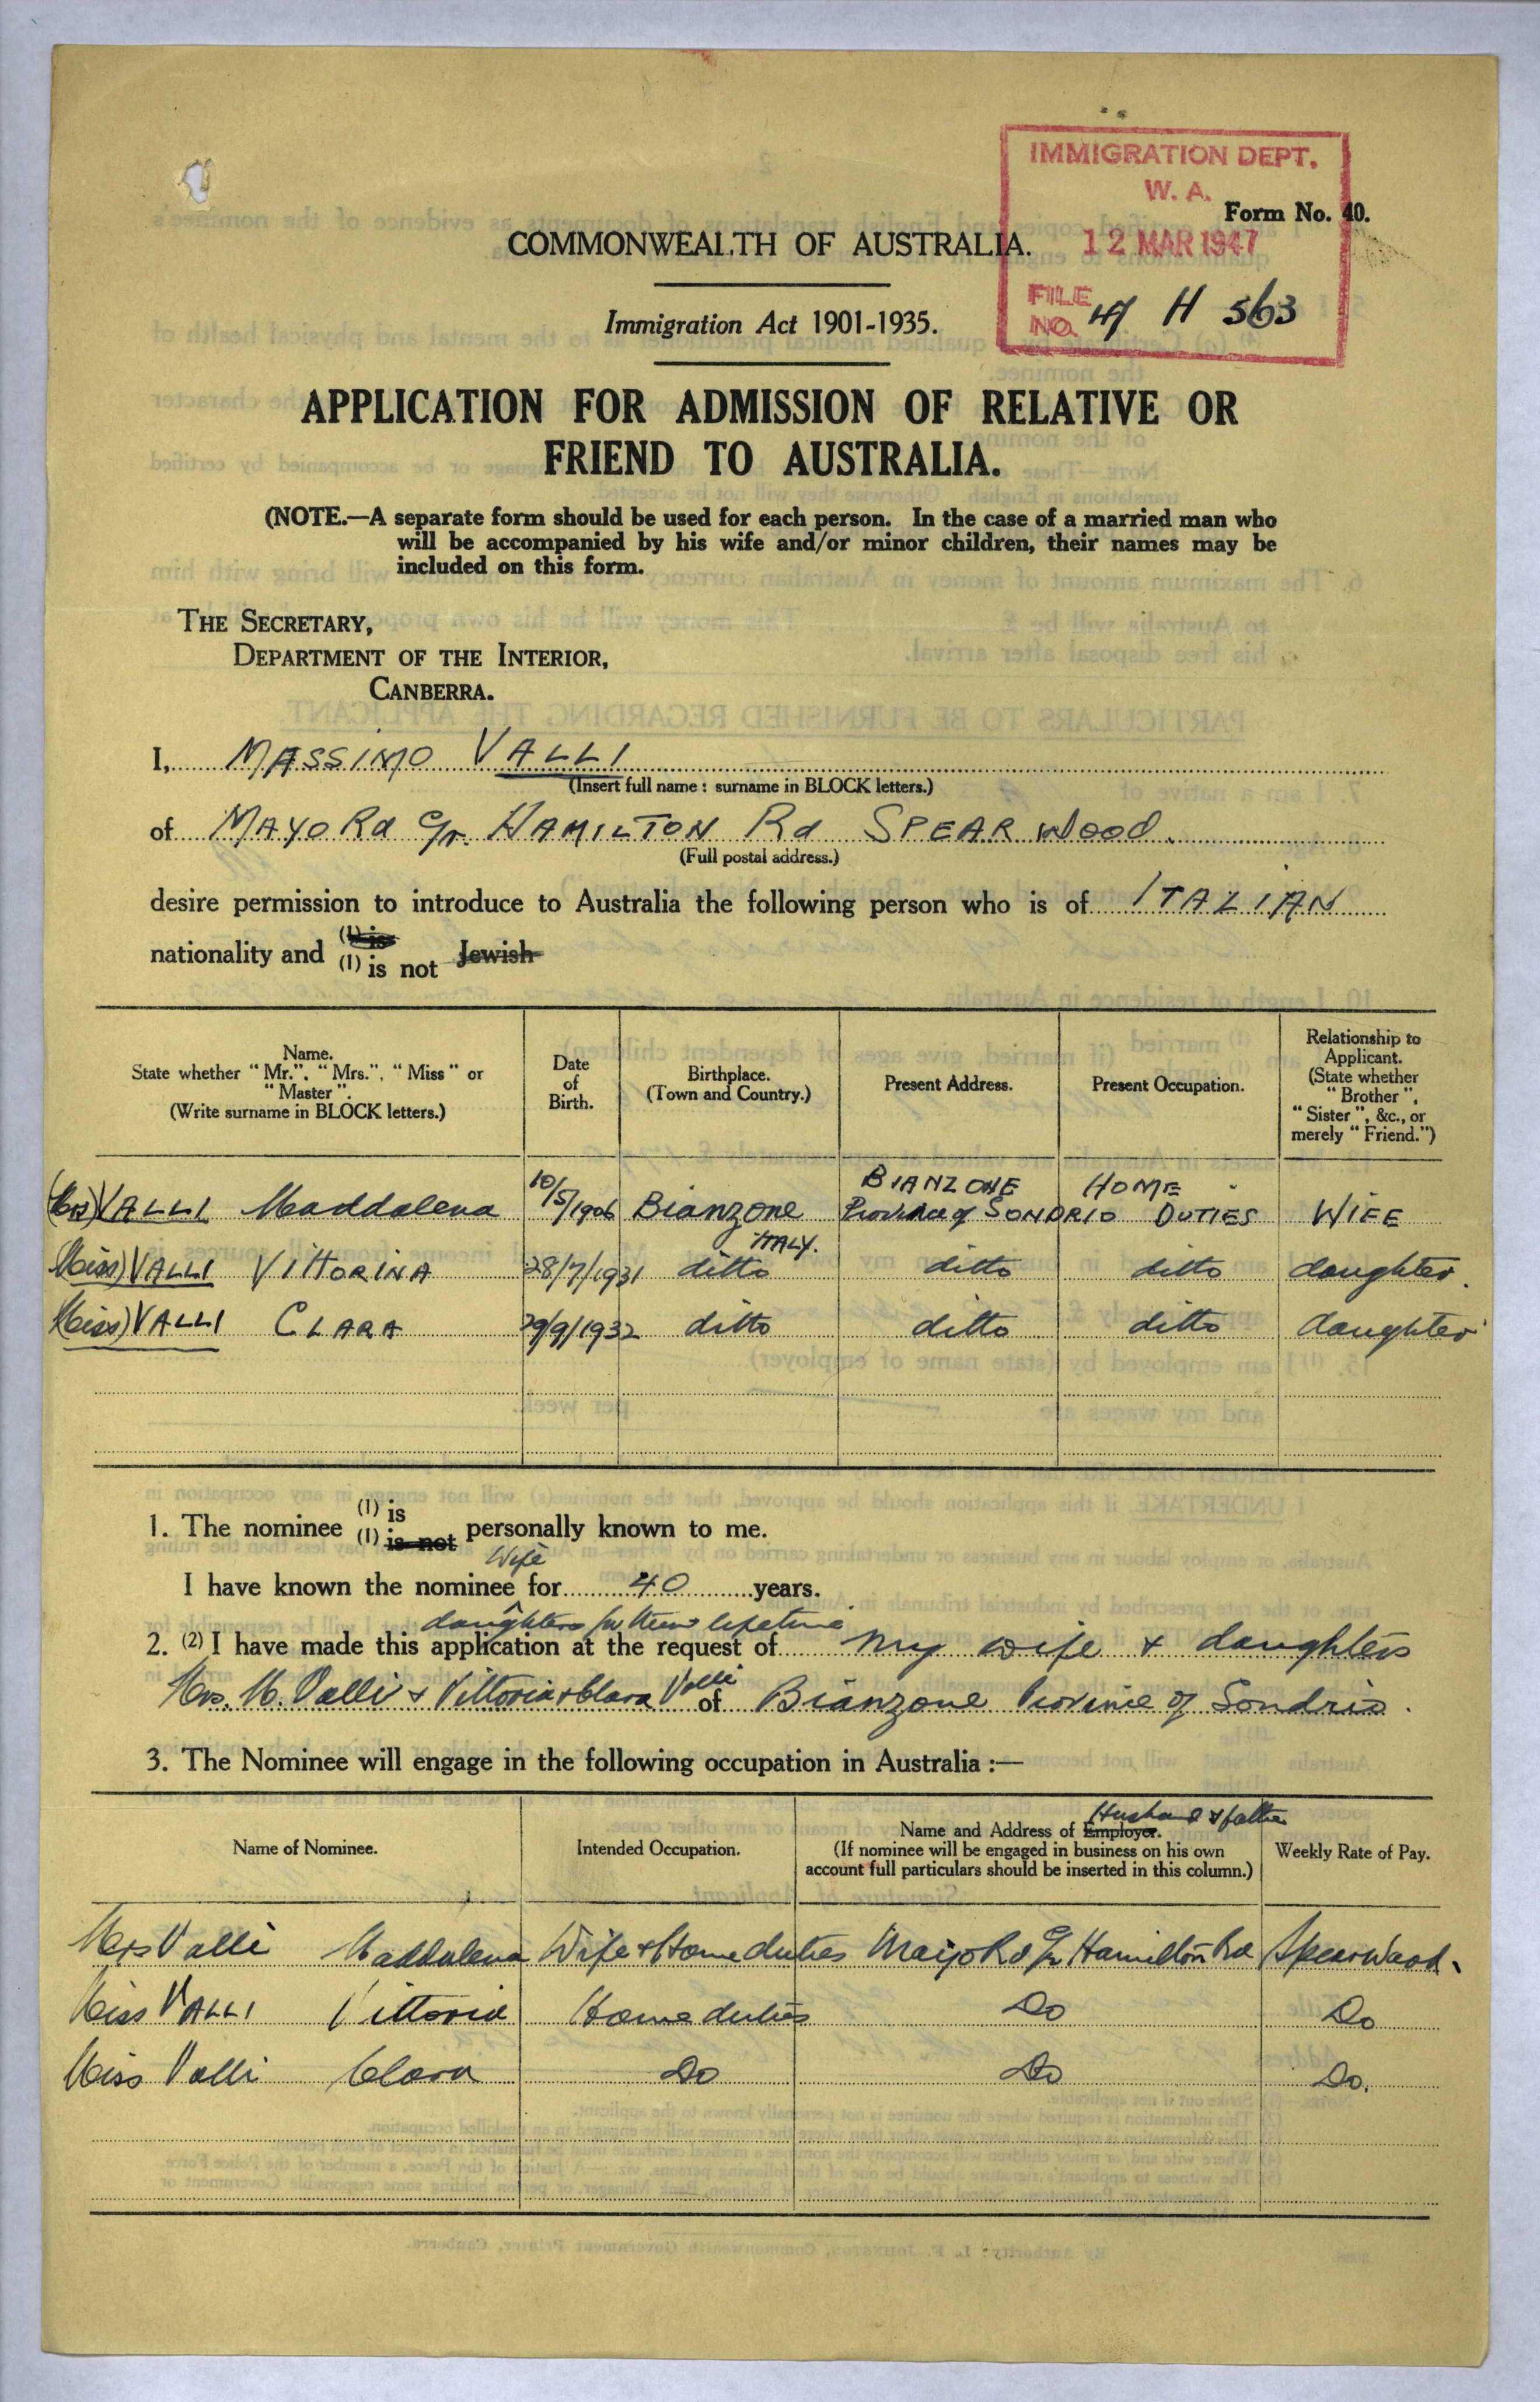 IMMIGRATION DEPT.
W. A.
Form No. 40.
COMMONWEALTH OF AUSTRALIA.
12 MAR 1947
FILE
NO. 47 H 563
Immigration Act 1901-1935.
APPLICATION FOR ADMISSION OF RELATIVE OR
FRIEND TO AUSTRALIA.
(NOTE.—A separate form should be used for each person. In the case of a married man who
will be accompanied by his wife and/or minor children, their names may be
included on this form.
THE SECRETARY,
DEPARTMENT OF THE INTERIOR,
CANBERRA.
I, MASSIMO VALLI
(Insert full name : surname in BLOCK letters.)
of MAYO Rd c/r. HAMILTON Rd SPEARWOOD.
(Full postal address.)
desire permission to introduce to Australia the following person who is of ITALIAN
nationality and (1) is (1) is not Jewish
Name.
State whether "Mr.", "Mrs.", "Miss" or
"Master".
(Write surname in BLOCK letters.)
Date
of
Birth.
Birthplace.
(Town and Country.)
Present Address.
Present Occupation.
Relationship to
Applicant.
(State whether
"Brother",
"Sister", &c., or
merely "Friend.")
(Mrs) VALLI Maddalena 10/5/1906 Bianzone ITALY. BIANZONE Province of SONDRIO HOME DUTIES WIFE
(Miss) VALLI VITTORINA 28/7/1931 ditto ditto ditto daughter.
(Miss) VALLI CLARA 29/9/1932 ditto ditto ditto daughter
1. The nominee (1) is (1) is not personally known to me.
Wife
I have known the nominee for 40 years.
daughters for their lifetime
2. (2) I have made this application at the request of my wife & daughters
Mrs. M. Valli & Vittoria & Clara Valli of Bianzone Province of Sondrio.
3. The Nominee will engage in the following occupation in Australia :—
Name of Nominee.
Intended Occupation.
Husband & father
Name and Address of Employer.
(If nominee will be engaged in business on his own
account full particulars should be inserted in this column.)
Weekly Rate of Pay.
Mrs Valli Maddalena Wife & Home duties Mayo Rd c/r Hamilton Rd Spearwood.
Miss VALLI Vittoria Home duties Do Do
Miss Valli Clara Do Do Do.